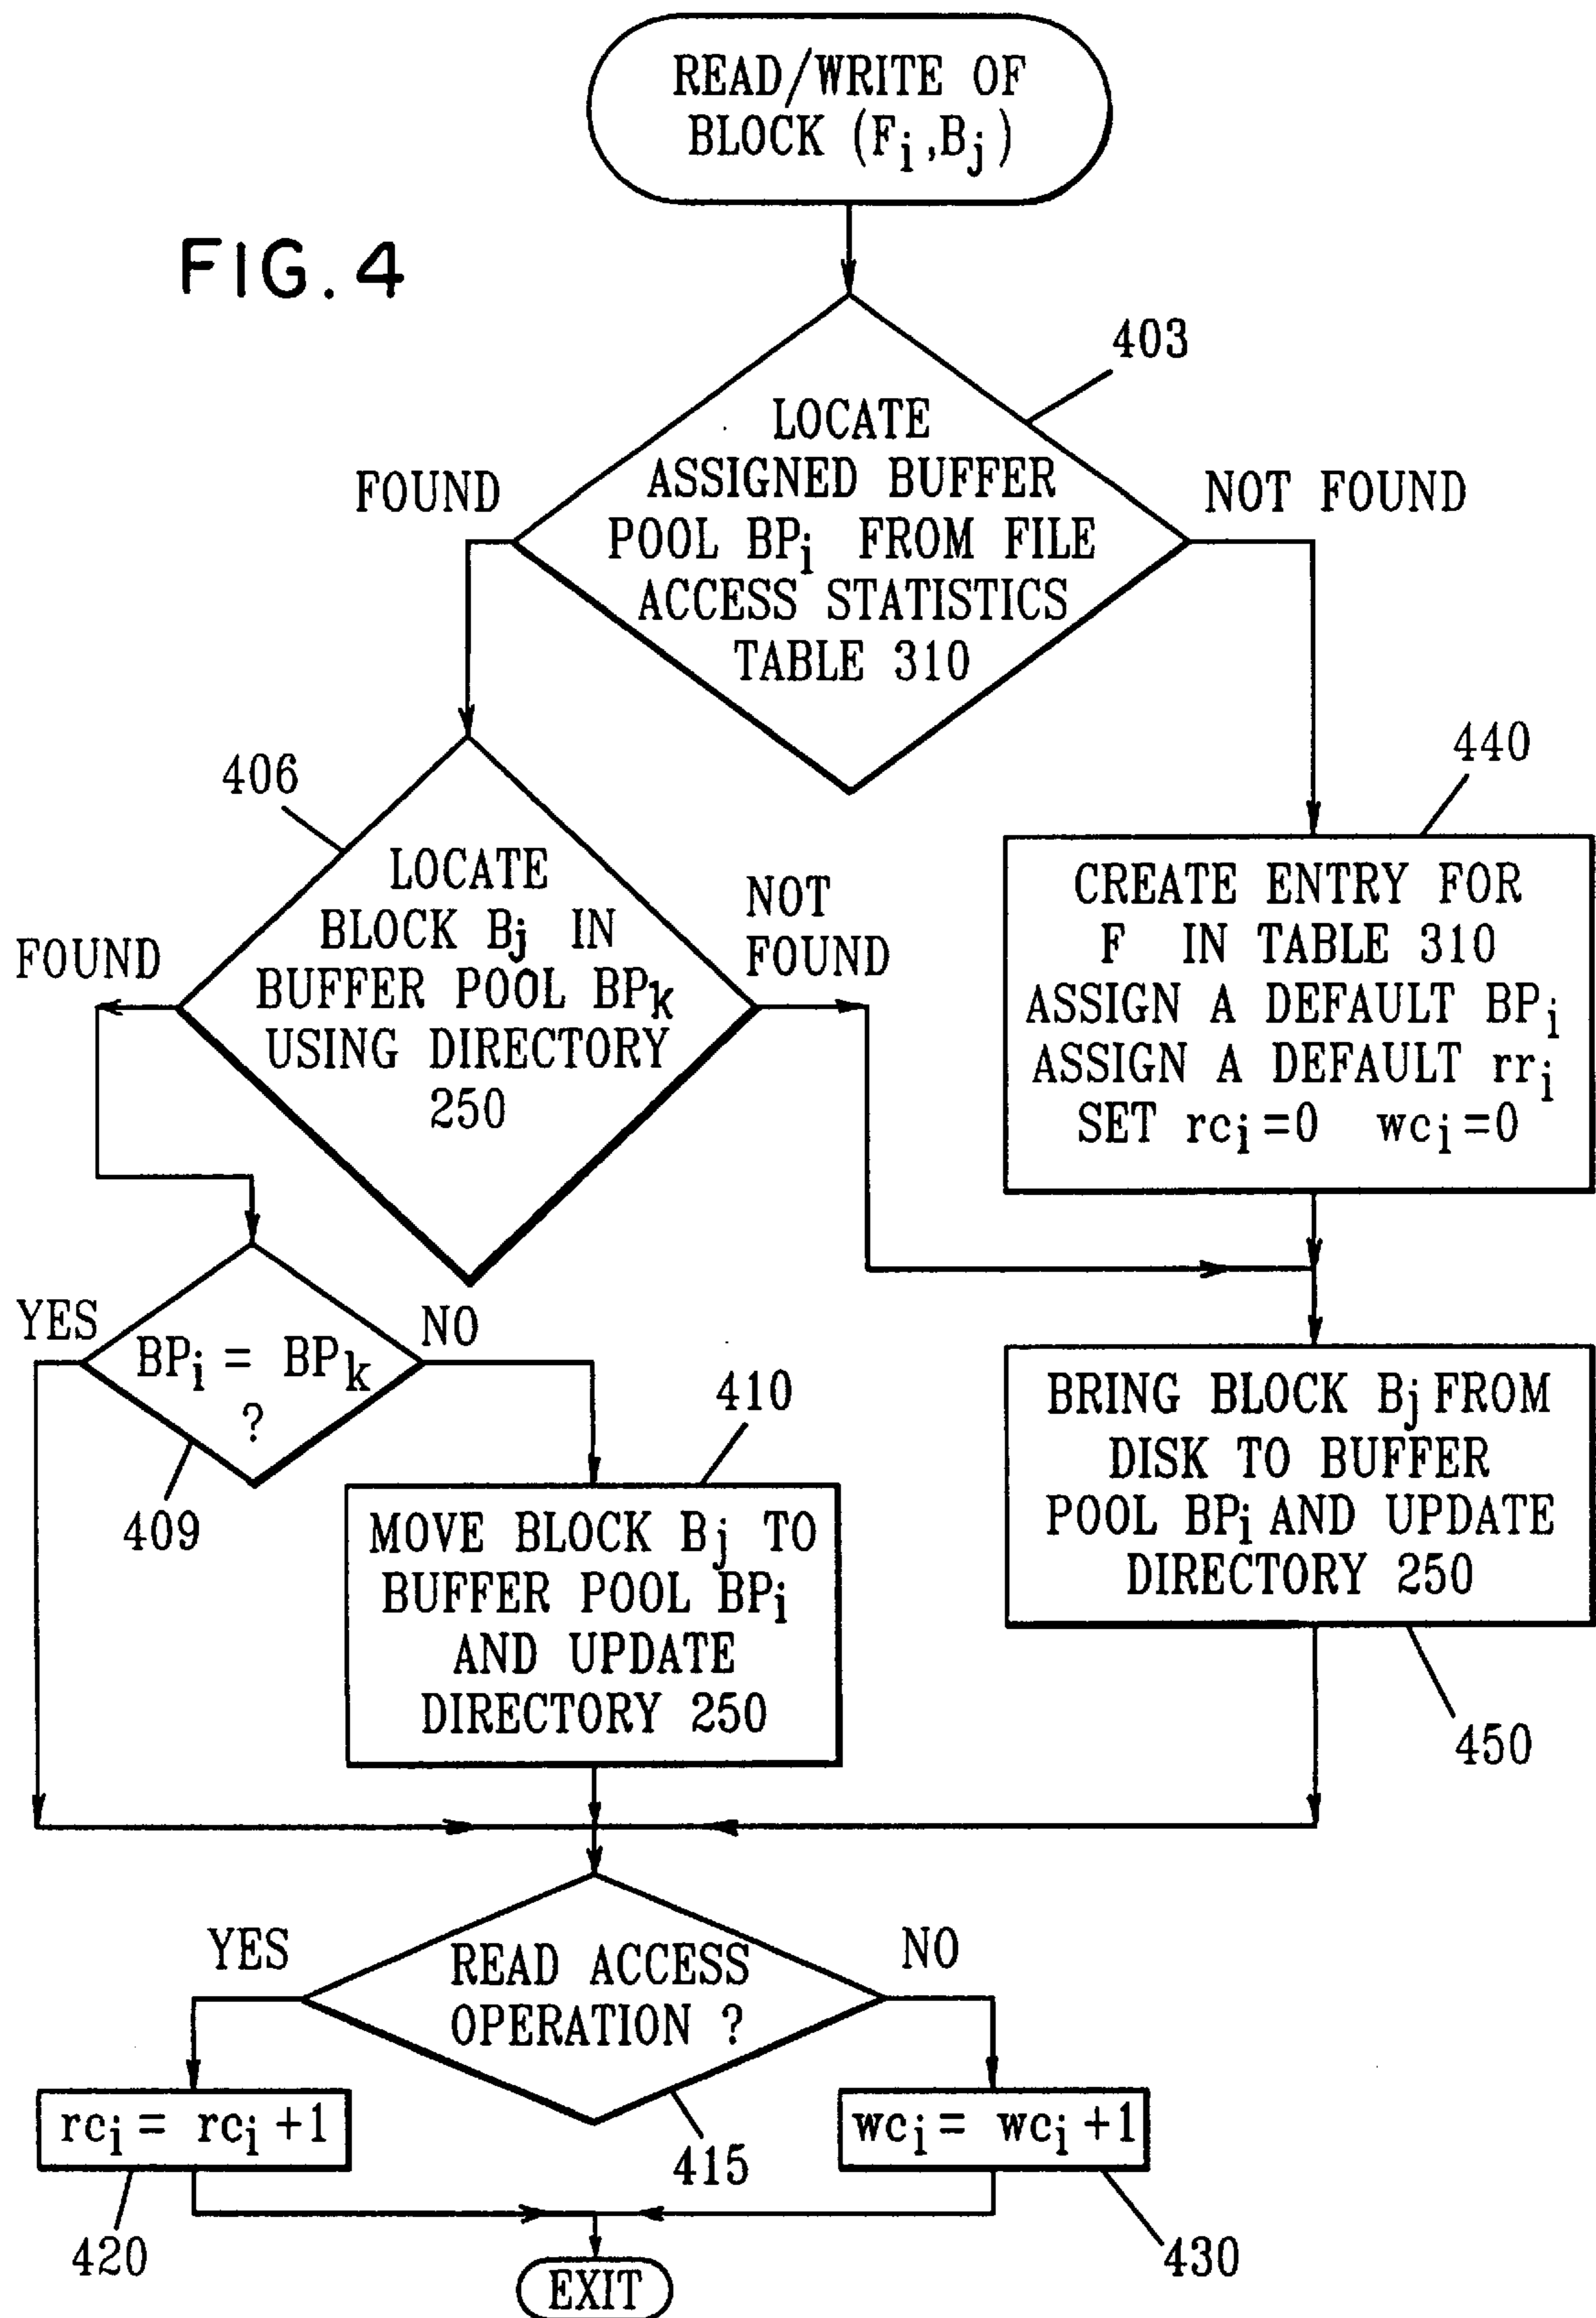 READ/WRITE OF
BLOCK (Fi,Bj)
FIG. 4
403
LOCATE
ASSIGNED BUFFER
POOL BPi FROM FILE
ACCESS STATISTICS
TABLE 310
FOUND
NOT FOUND
406
LOCATE
BLOCK Bj IN
BUFFER POOL BPk
USING DIRECTORY
250
FOUND
NOT
FOUND
440
CREATE ENTRY FOR
F IN TABLE 310
ASSIGN A DEFAULT BPi
ASSIGN A DEFAULT rri
SET rci=0 wci=0
YES
BPi = BPk
?
NO
409
410
MOVE BLOCK Bj TO
BUFFER POOL BPi
AND UPDATE
DIRECTORY 250
BRING BLOCK Bj FROM
DISK TO BUFFER
POOL BPi AND UPDATE
DIRECTORY 250
450
YES
READ ACCESS
OPERATION ?
NO
415
rci = rci +1
420
wci = wci +1
430
EXIT